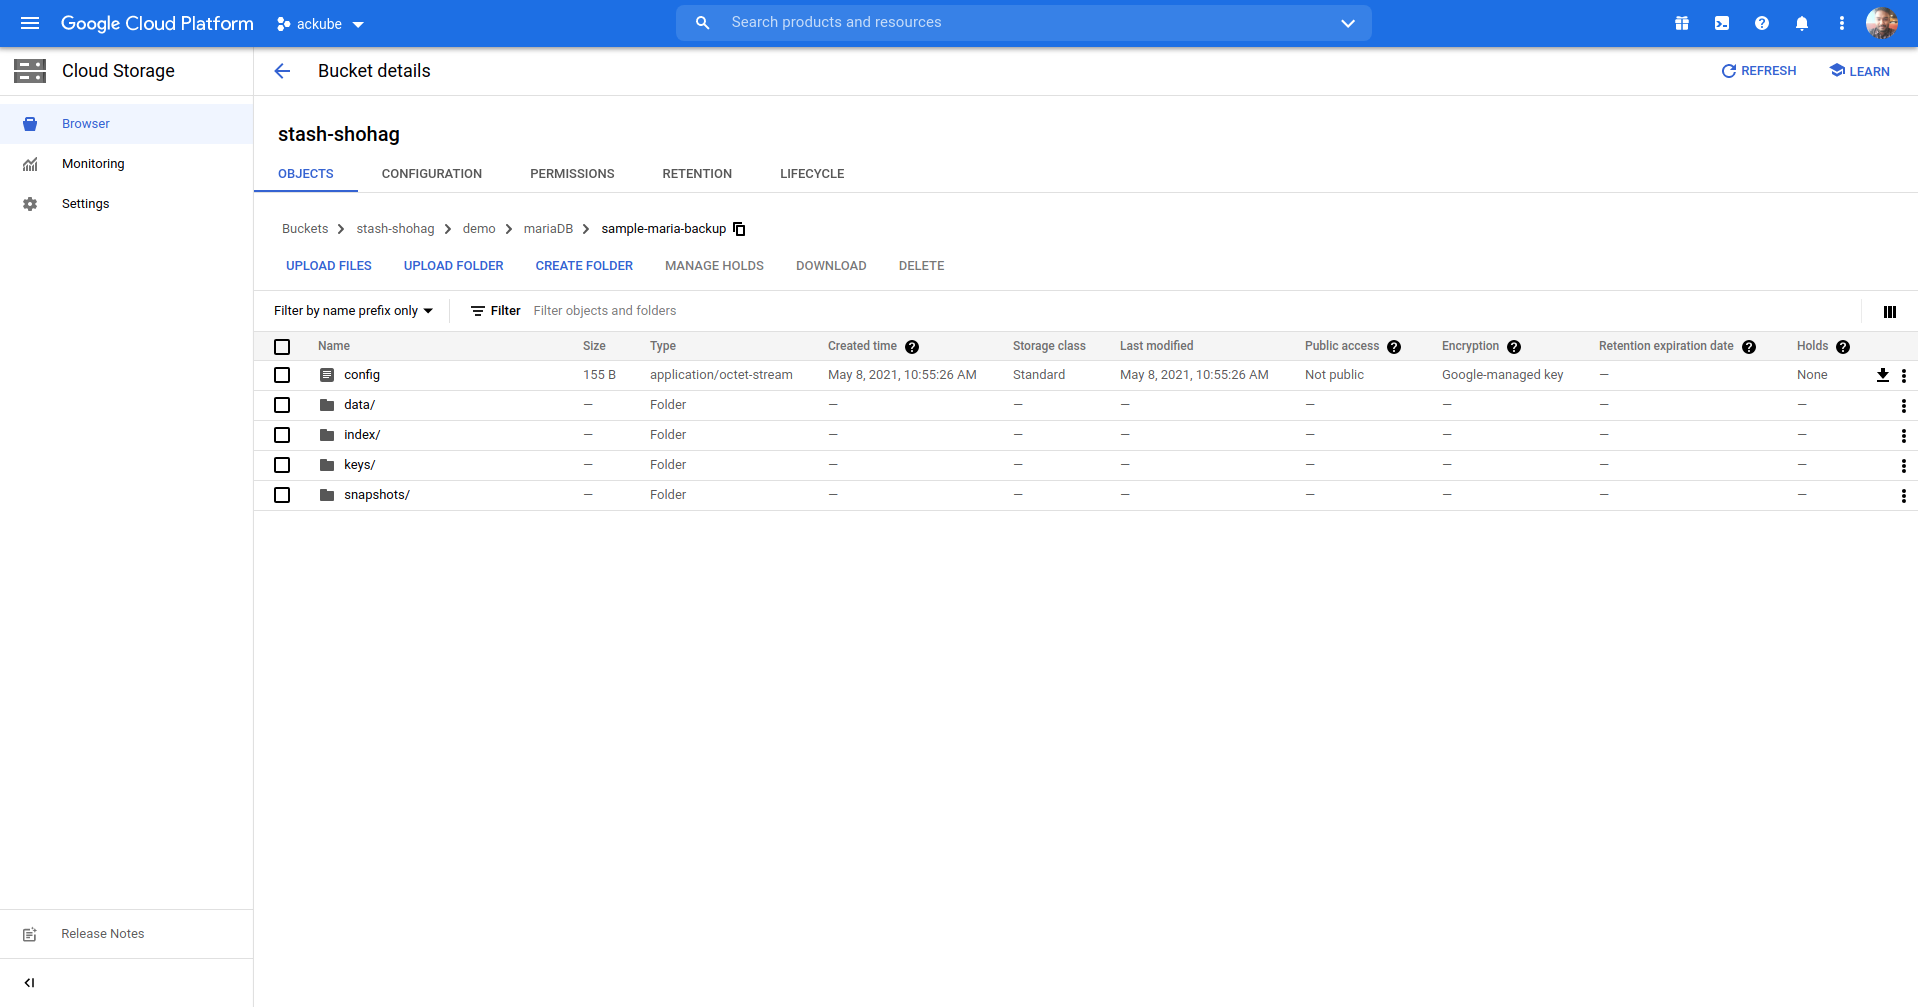 Google Cloud Platform ackube Search products and resources
Cloud Storage Bucket details REFRESH LEARN
Browser
Monitoring
Settings
stash-shohag
OBJECTS CONFIGURATION PERMISSIONS RETENTION LIFECYCLE
Buckets stash-shohag demo mariaDB sample-maria-backup
UPLOAD FILES UPLOAD FOLDER CREATE FOLDER MANAGE HOLDS DOWNLOAD DELETE
Filter by name prefix only Filter Filter objects and folders
Name Size Type Created time Storage class Last modified Public access Encryption Retention expiration date Holds
config 155 B application/octet-stream May 8, 2021, 10:55:26 AM Standard May 8, 2021, 10:55:26 AM Not public Google-managed key — None
data/ — Folder — — — — — — —
index/ — Folder — — — — — — —
keys/ — Folder — — — — — — —
snapshots/ — Folder — — — — — — —
Release Notes